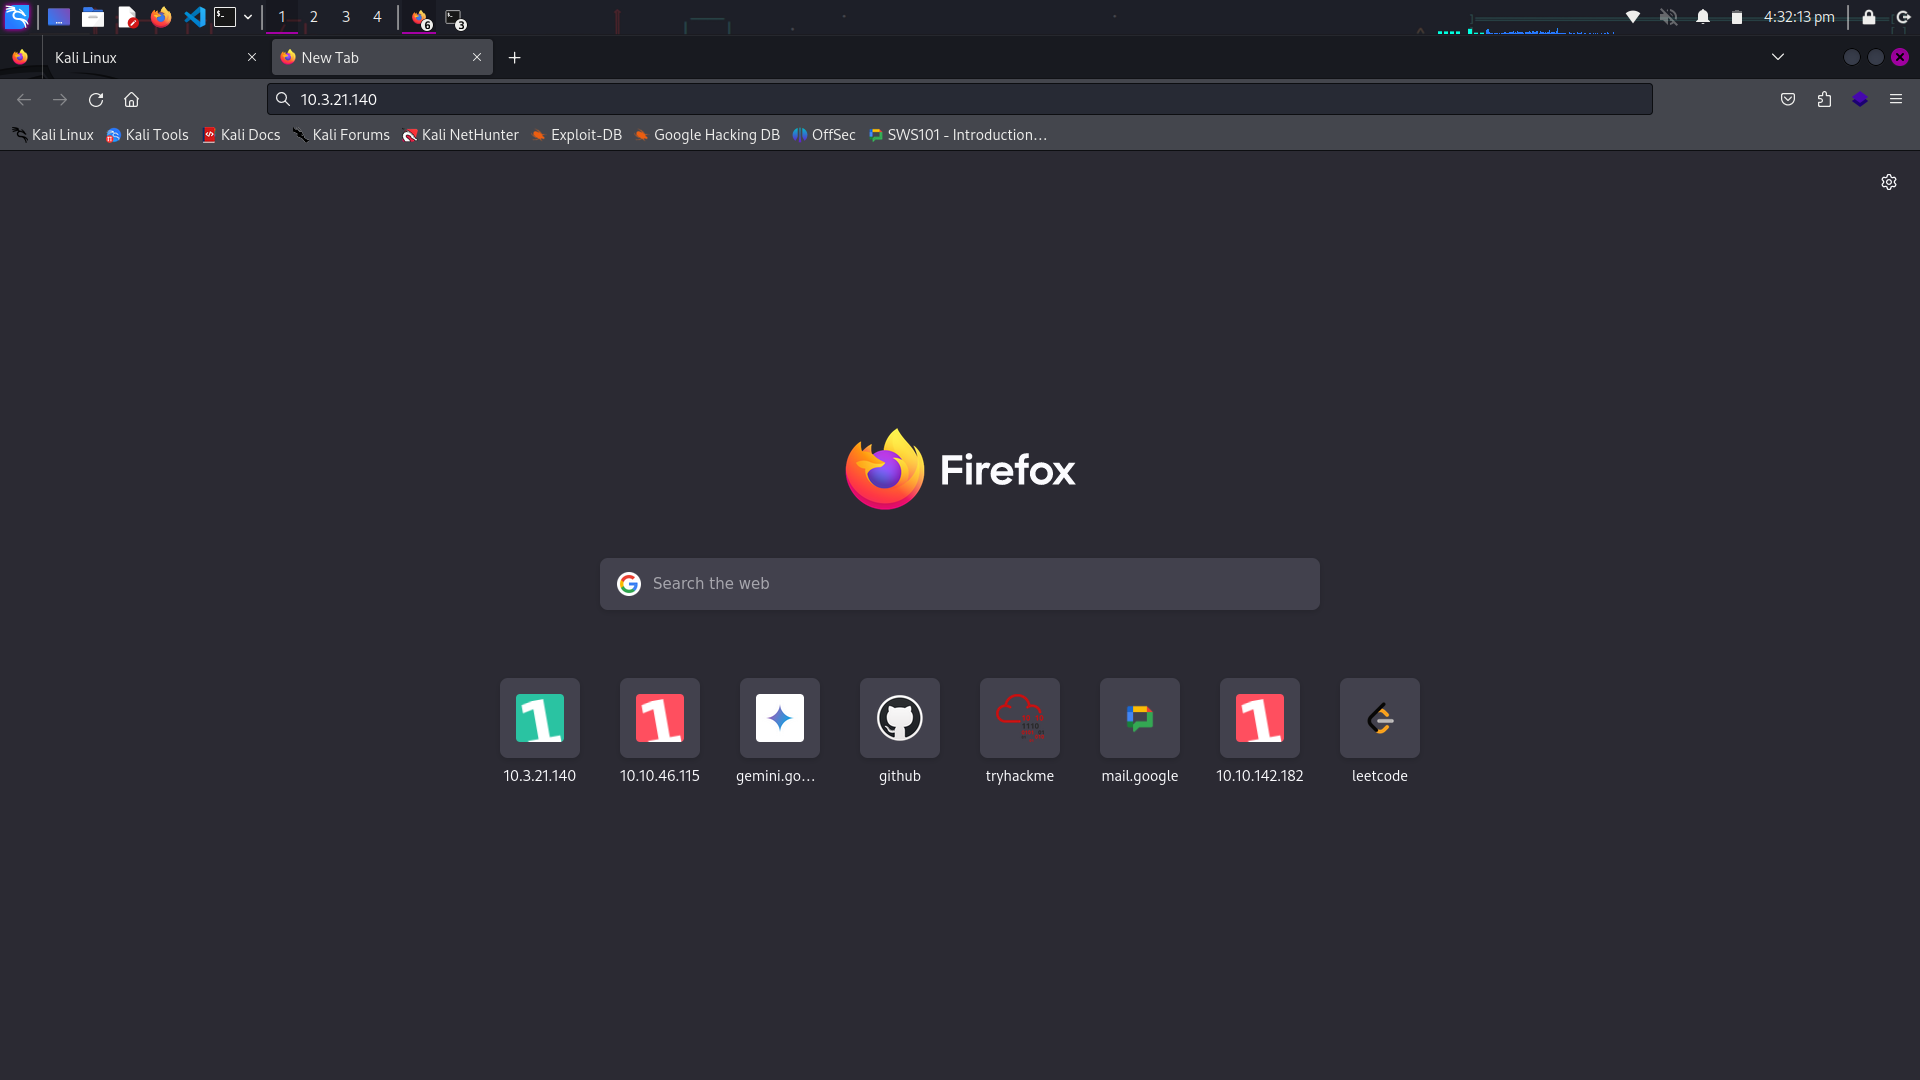 1 2 3 4 6 3 4:32:13 pm
Kali Linux New Tab
10.3.21.140
Kali Linux Kali Tools Kali Docs Kali Forums Kali NetHunter Exploit-DB Google Hacking DB OffSec SWS101 - Introduction...
Firefox
Search the web
10.3.21.140 10.10.46.115 gemini.go... github tryhackme mail.google 10.10.142.182 leetcode